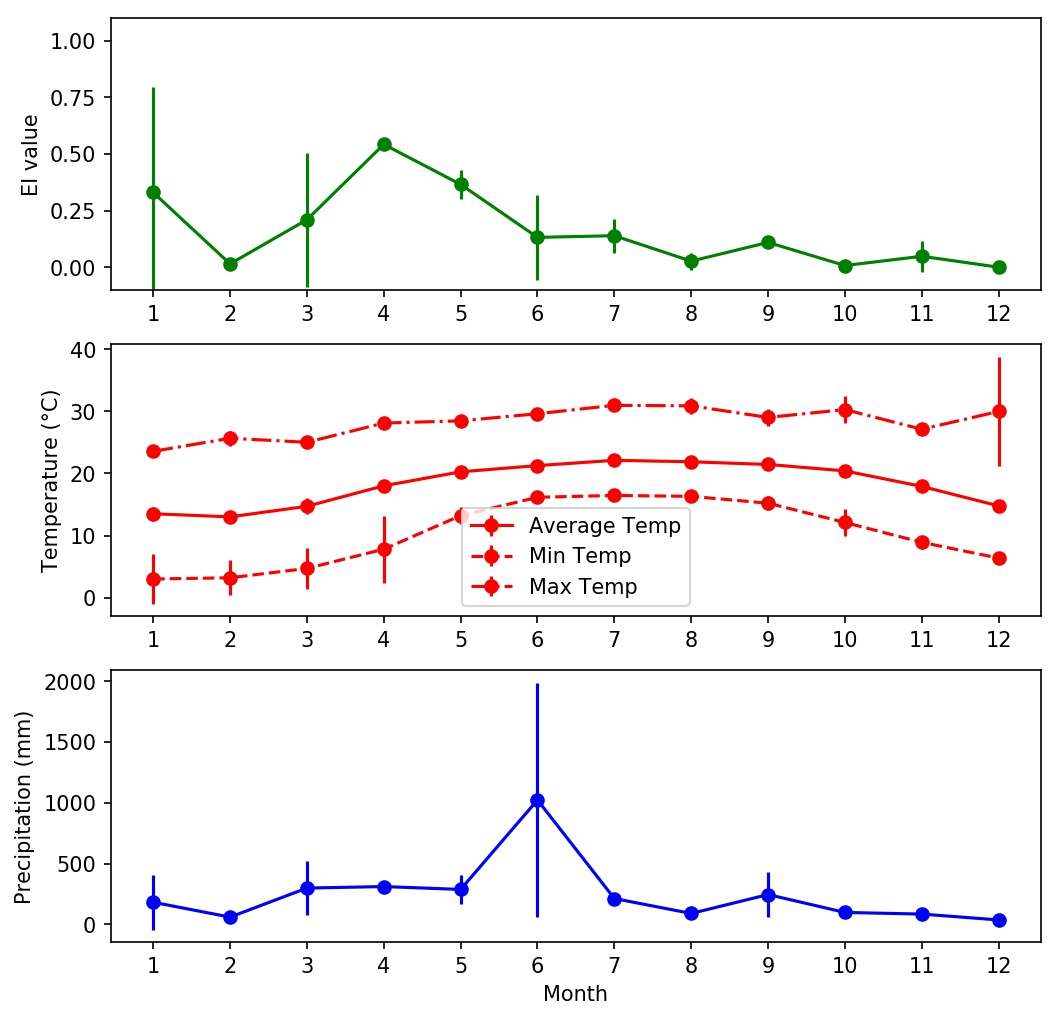 1.00
0.75
0.50
0.25
0.00
EI value
1 2 3 4 5 6 7 8 9 10 11 12
40
30
20
10
0
Temperature (°C)
Average Temp
Min Temp
Max Temp
1 2 3 4 5 6 7 8 9 10 11 12
2000
1500
1000
500
0
Precipitation (mm)
1 2 3 4 5 6 7 8 9 10 11 12
Month